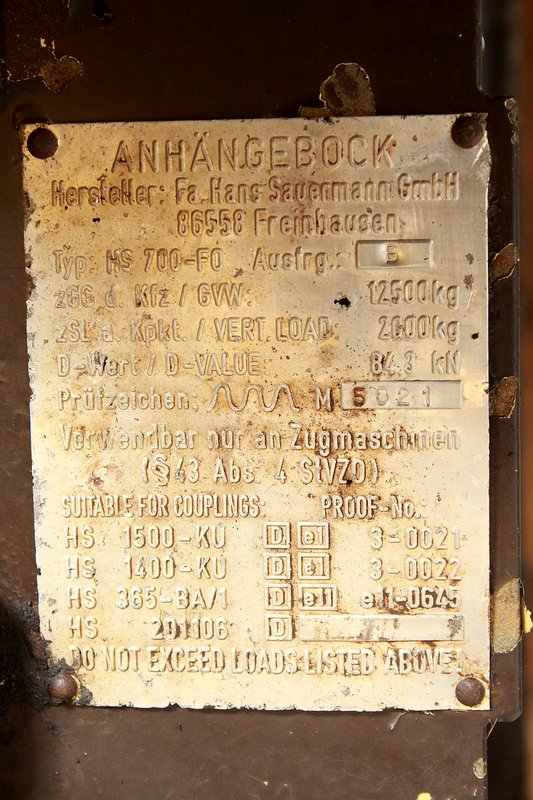 ANHÄNGEBOCK
Hersteller: Fa. Hans Sauermann GmbH
86558 Freinhausen
Typ: HS 700-FO Ausfrg.: B
zGG d. Kfz / GVW: 12500kg
zSL a. Kpkt. / VERT. LOAD: 2600kg
D-Wert / D-VALUE 84,3 kN
Prüfzeichen: M 5021
Verwendbar nur an Zugmaschinen
(§43 Abs. 4 StVZO)
SUITABLE FOR COUPLINGS: PROOF-No.:
HS 1500-KU D e1 3-0021
HS 1400-KU D e1 3-0022
HS 365-BA/1 D e11 e11-0645
HS 291106 D
DO NOT EXCEED LOADS LISTED ABOVE!